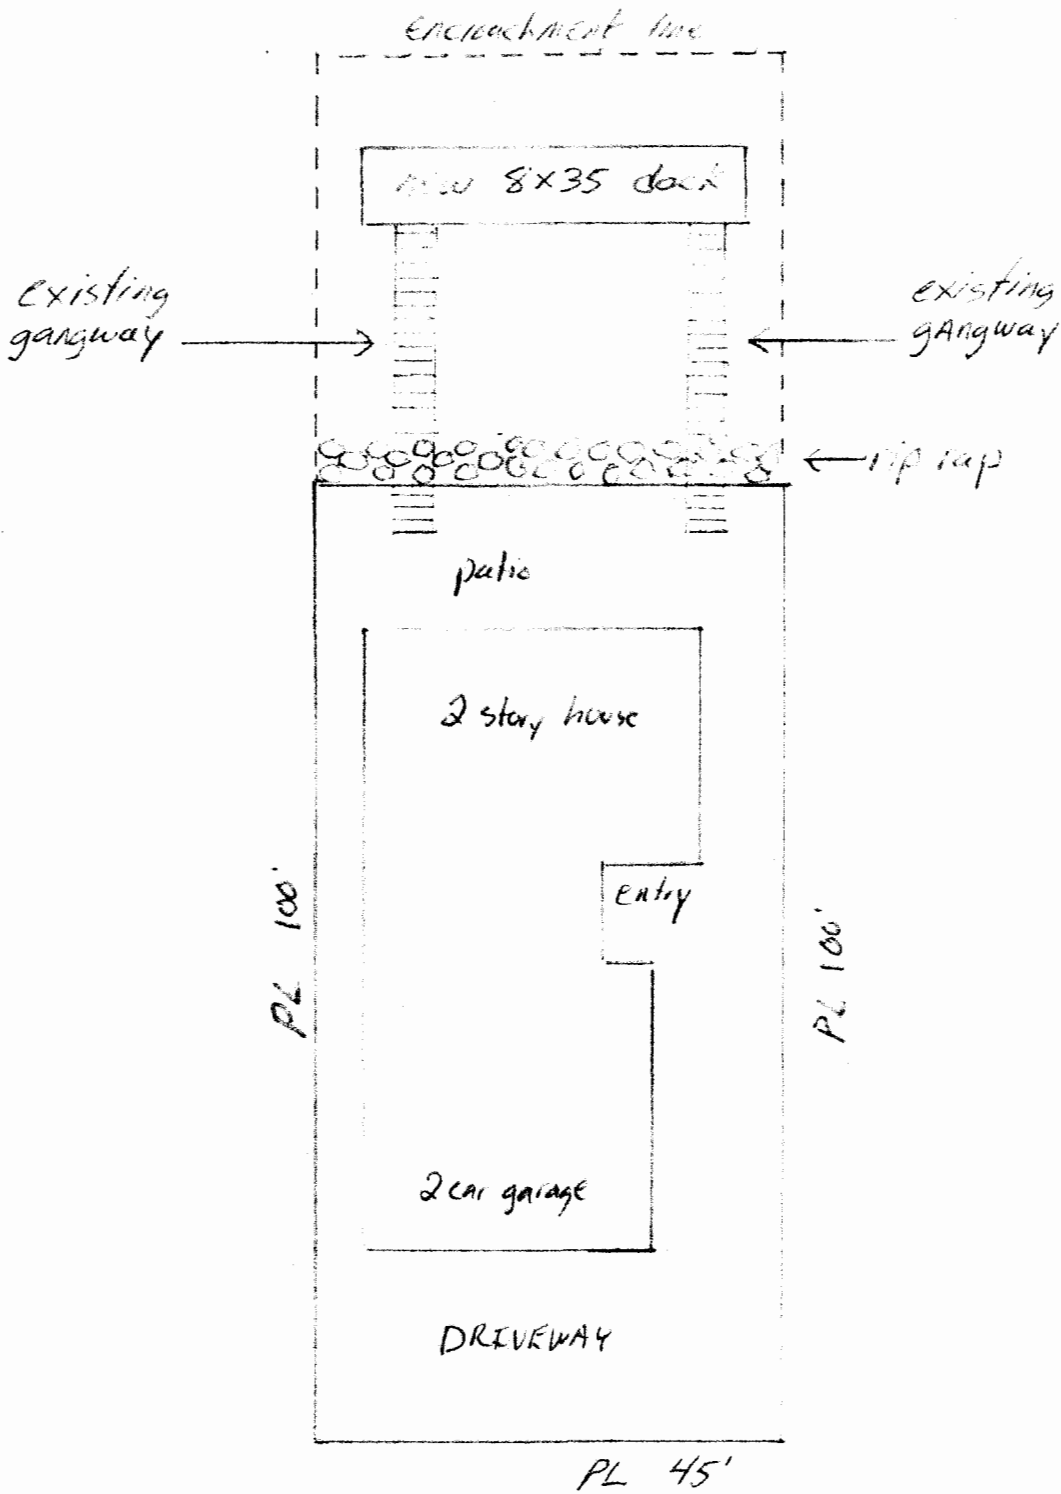 encroachment line
new 8x35 dock
existing
gangway
existing
gAngway
rip rap
patio
2 story house
entry
PL 100'
PL 100'
2 car garage
DRIVEWAY
PL 45'